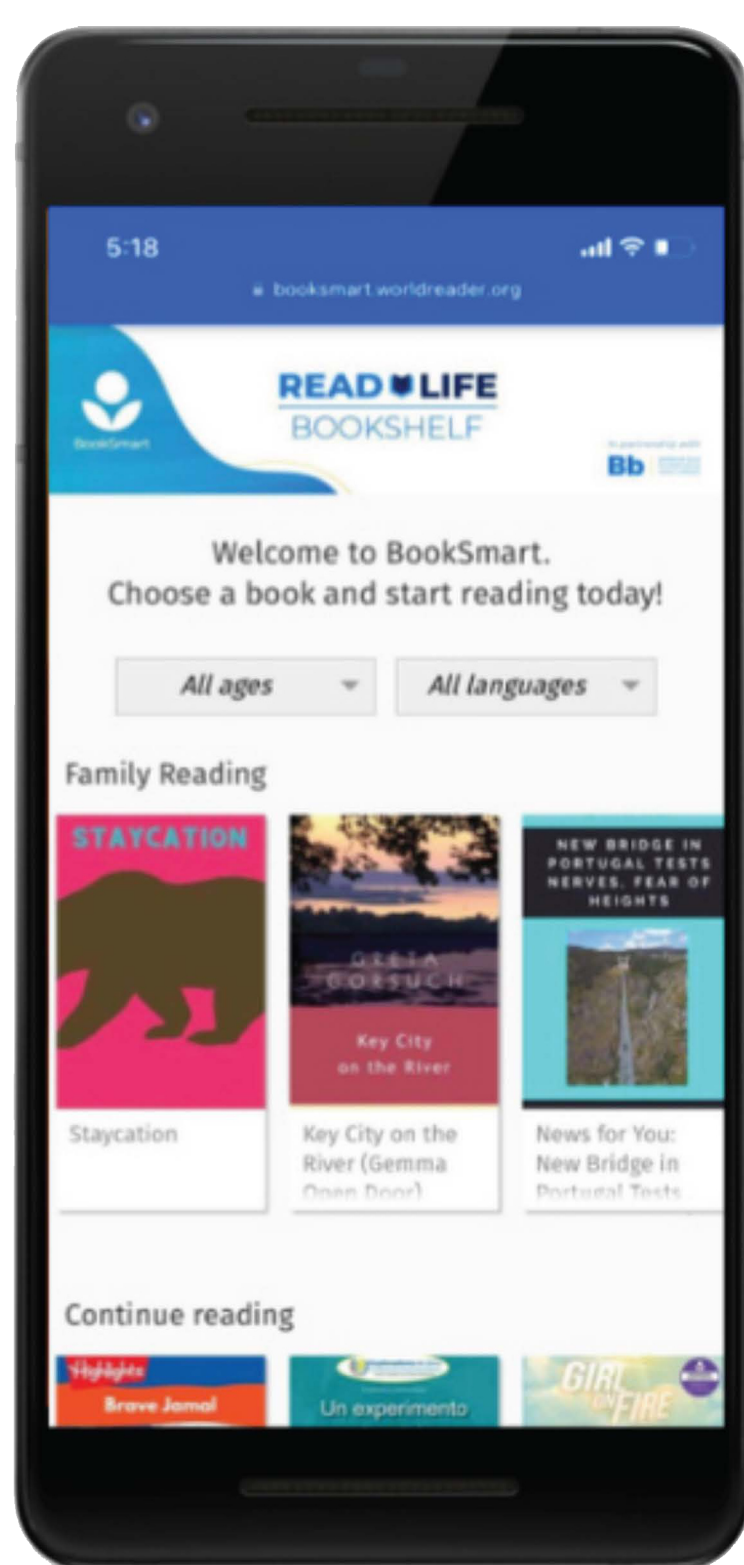 5:18
booksmart.worldreader.org
READ LIFE
BOOKSHELF
BookSmart
In partnership with
Bb
Welcome to BookSmart.
Choose a book and start reading today!
All ages
All languages
Family Reading
STAYCATION
GRETA
GORSUCH
Key City
on the River
NEW BRIDGE IN
PORTUGAL TESTS
NERVES, FEAR OF
HEIGHTS
Staycation
Key City on the
River (Gemma
Open Door)
News for You:
New Bridge in
Portugal Tests
Continue reading
Highlights
Brave Jamal
Un experimento
GIRL
ON FIRE